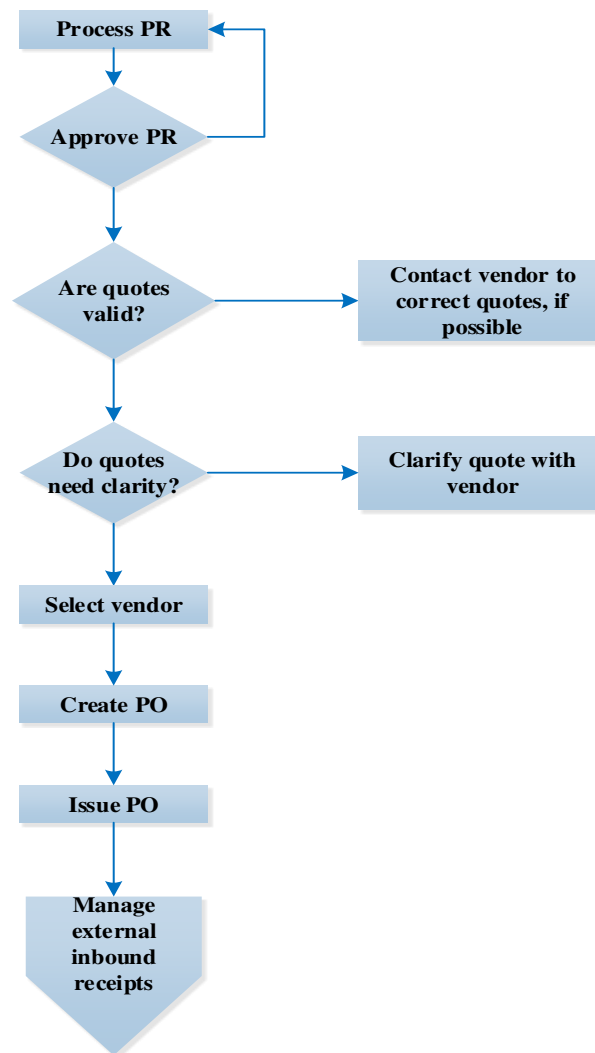 Process PR
Approve PR
Are quotes
valid?
Contact vendor to
correct quotes, if
possible
Do quotes
need clarity?
Clarify quote with
vendor
Select vendor
Create PO
Issue PO
Manage
external
inbound
receipts